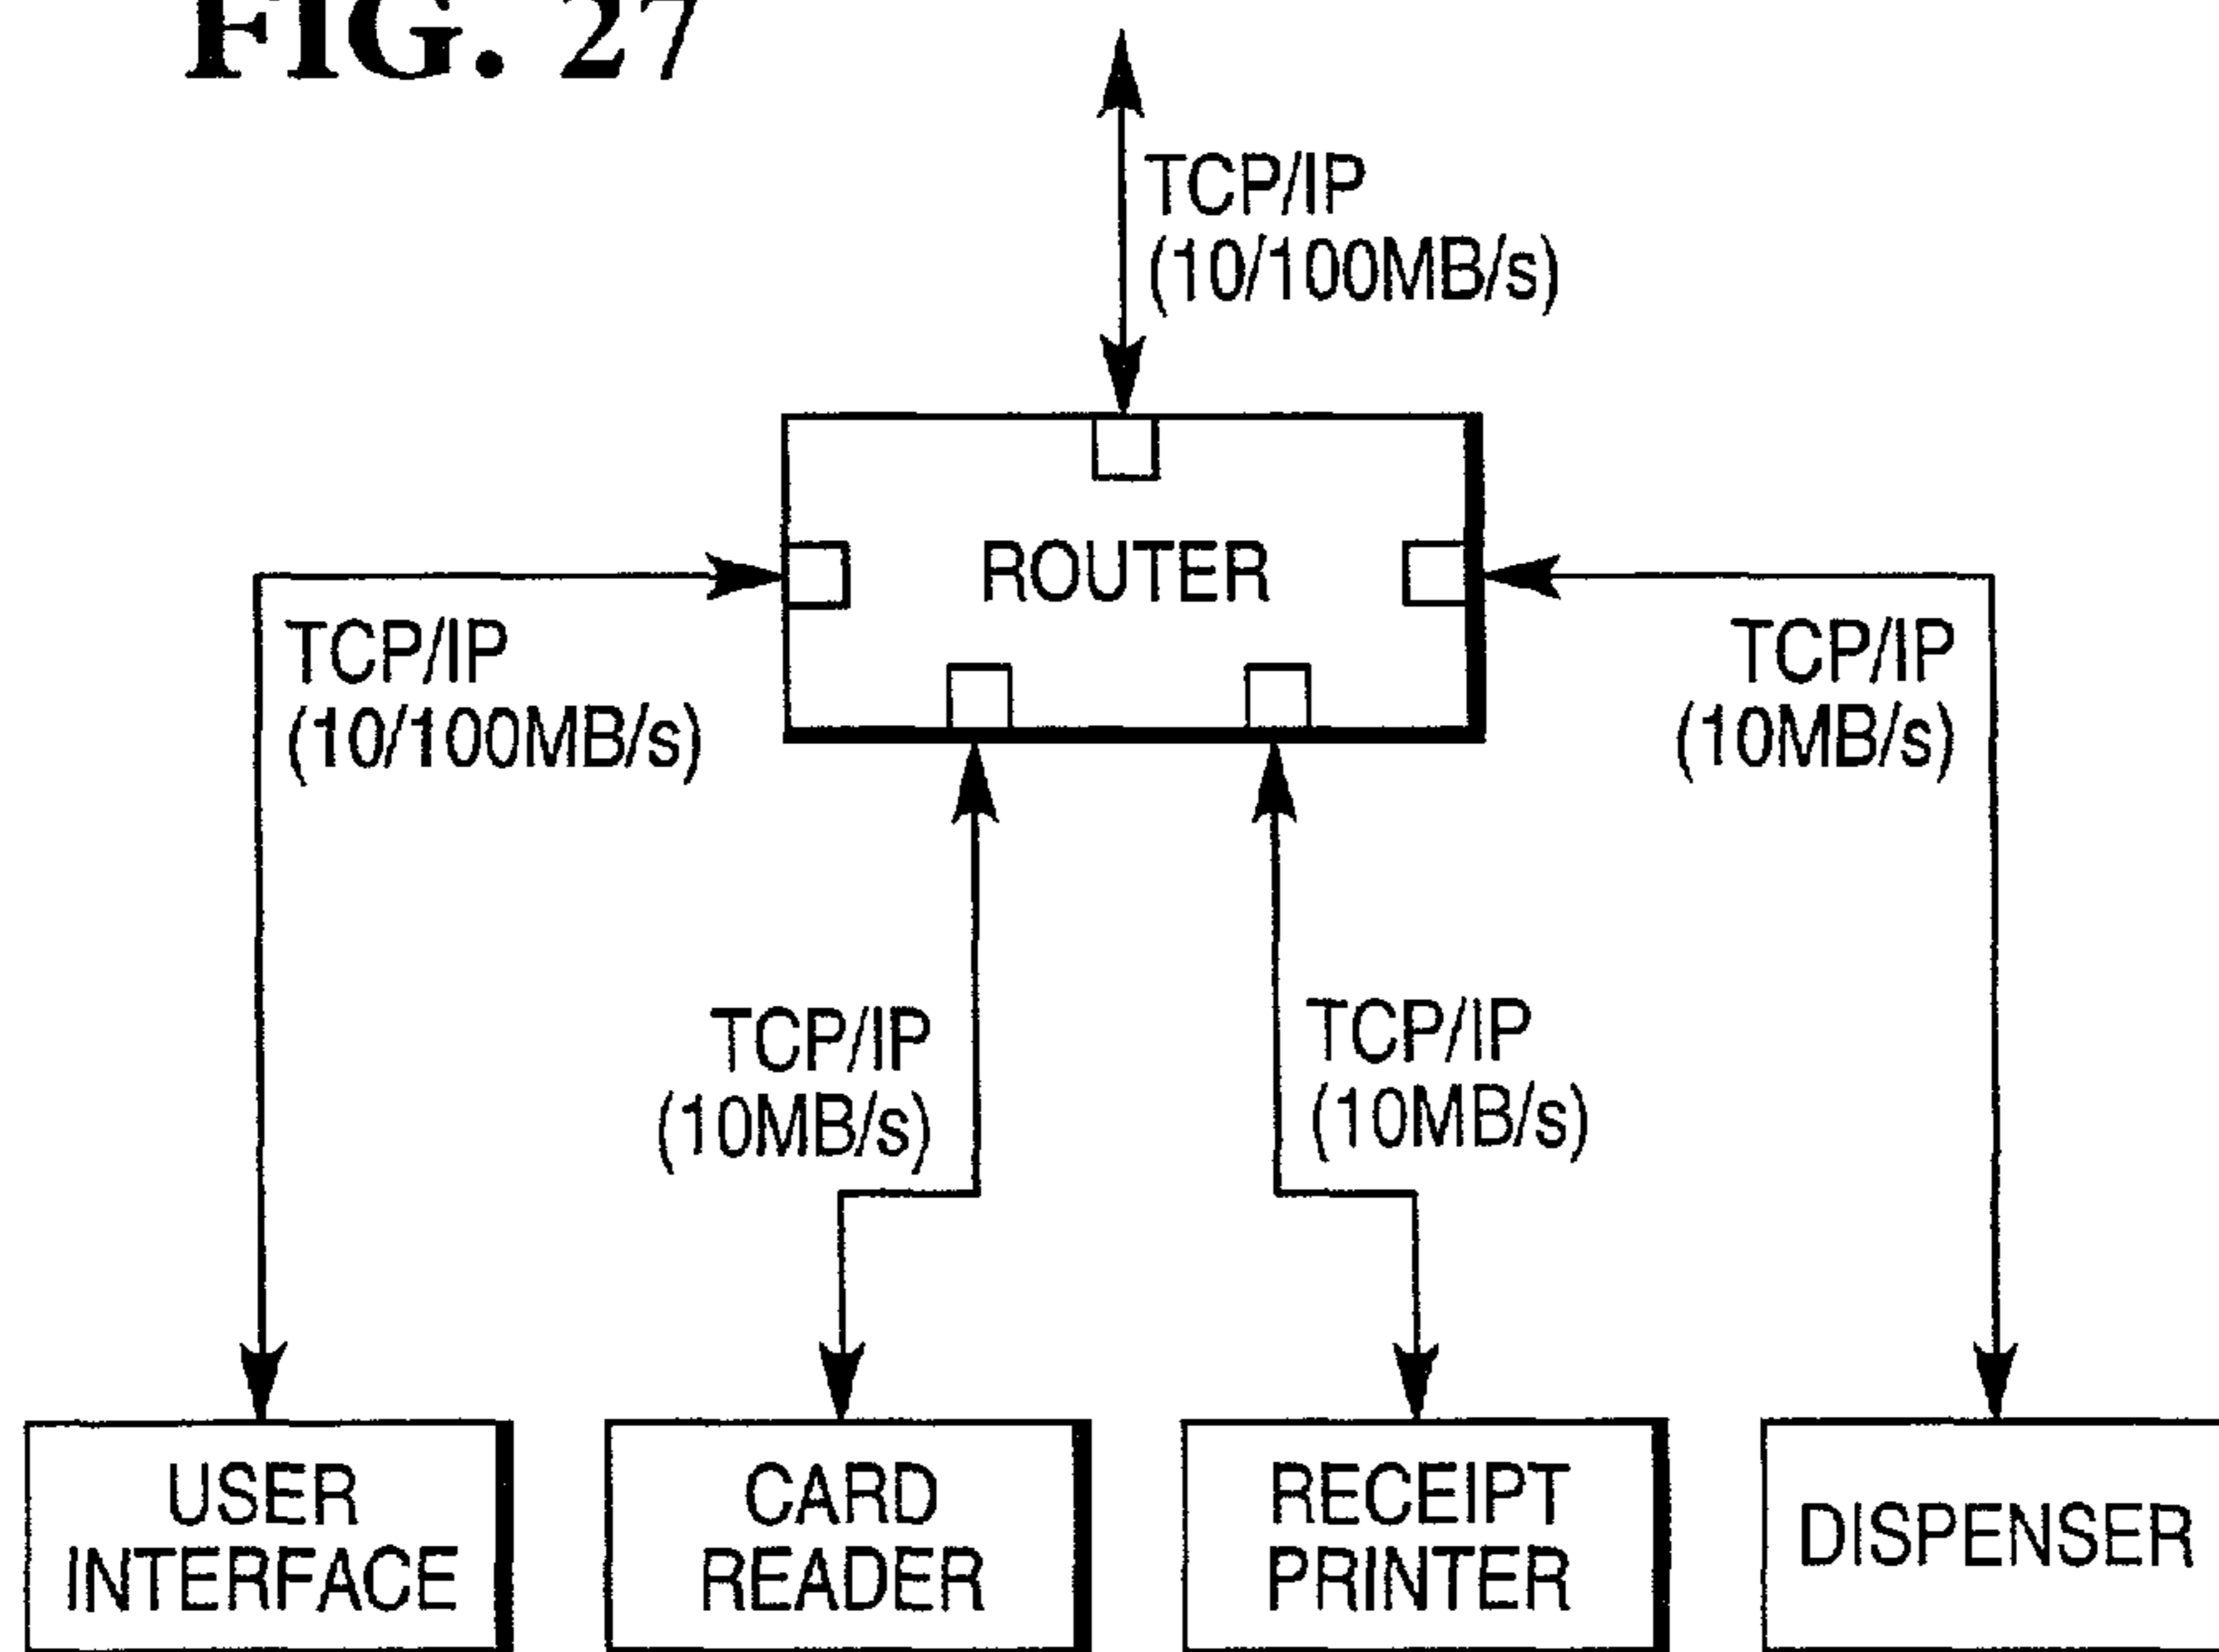 FIG. 27
TCP/IP
(10/100MB/s)
ROUTER
TCP/IP
(10/100MB/s)
TCP/IP
(10MB/s)
TCP/IP
(10MB/s)
TCP/IP
(10MB/s)
USER
INTERFACE
CARD
READER
RECEIPT
PRINTER
DISPENSER